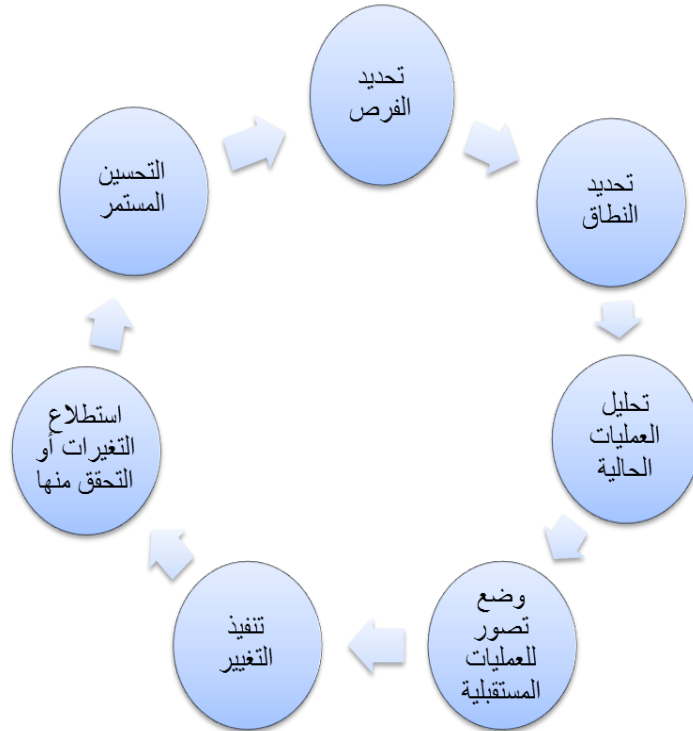 تحديد
الفرص
تحديد
النطاق
تحليل
العمليات
الحالية
وضع
تصور
للعمليات
المستقبلية
تنفيذ
التغيير
استطلاع
التغيرات أو
التحقق منها
التحسين
المستمر